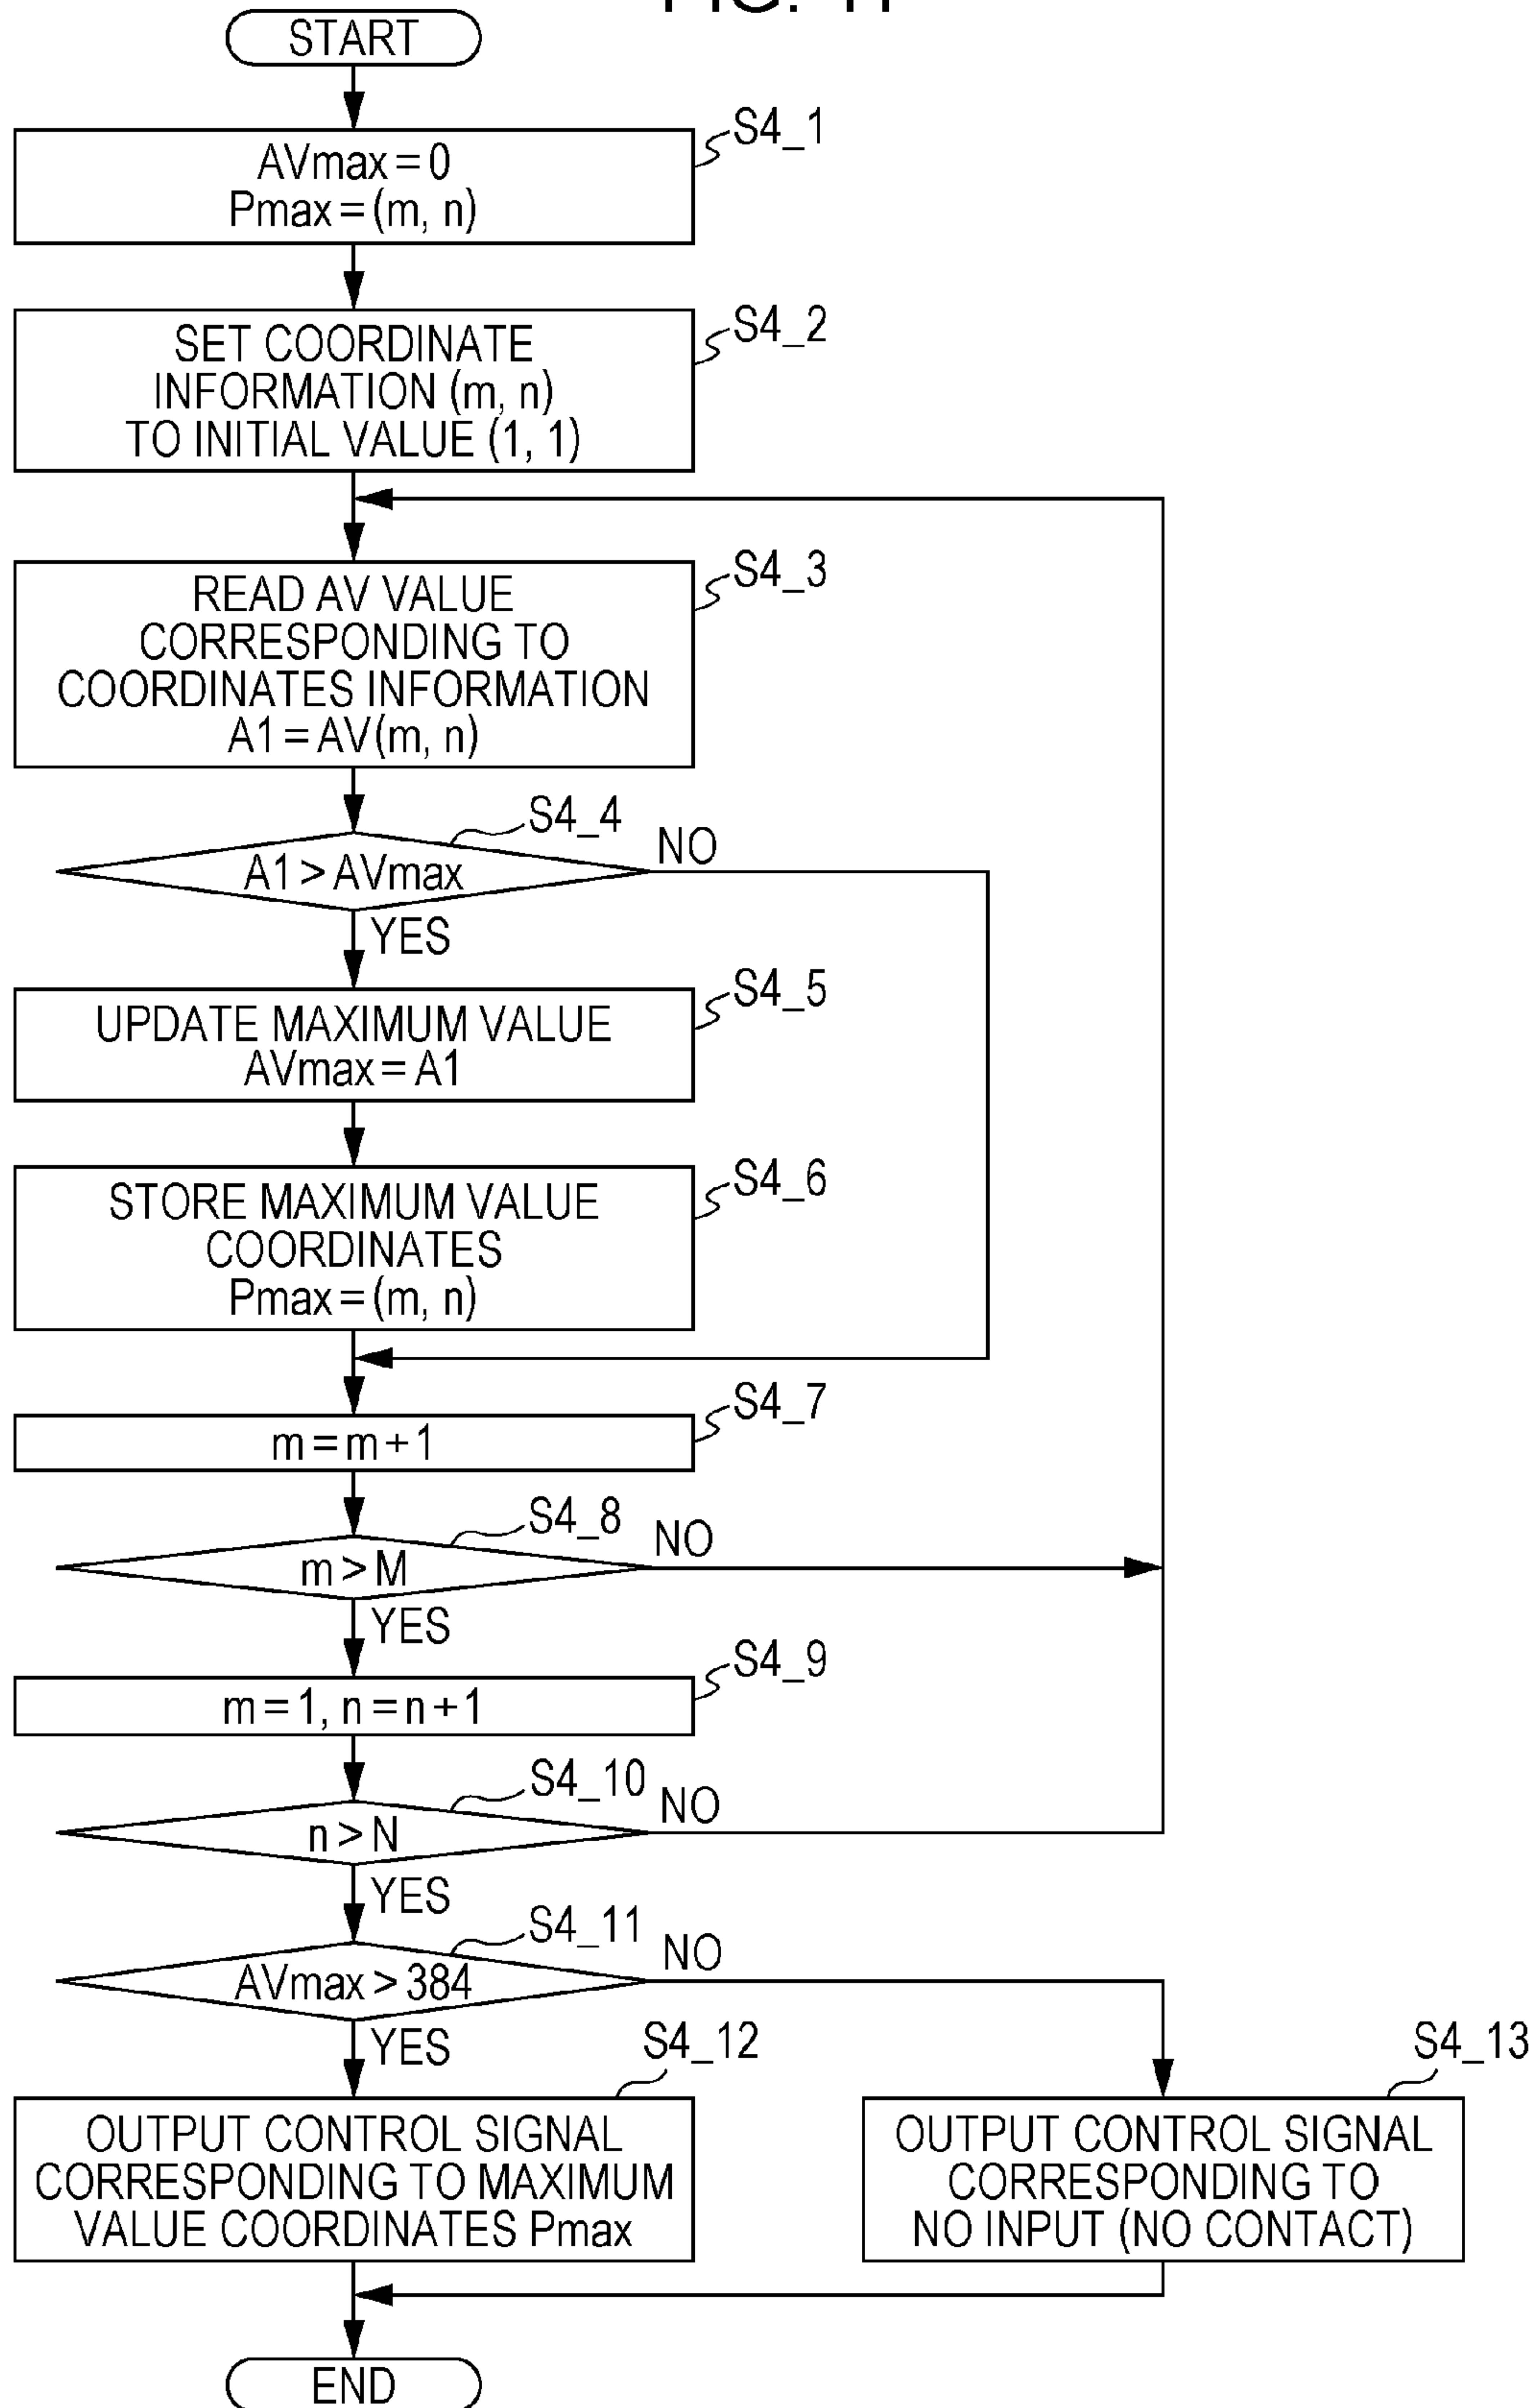 START
S4_1
AVmax=0
Pmax=(m, n)
S4_2
SET COORDINATE
INFORMATION (m, n)
TO INITIAL VALUE (1, 1)
S4_3
READ AV VALUE
CORRESPONDING TO
COORDINATES INFORMATION
A1=AV(m, n)
S4_4
NO
A1>AVmax
YES
S4_5
UPDATE MAXIMUM VALUE
AVmax=A1
S4_6
STORE MAXIMUM VALUE
COORDINATES
Pmax=(m, n)
S4_7
m=m+1
S4_8
NO
m>M
YES
S4_9
m=1, n=n+1
S4_10
NO
n>N
YES
S4_11
NO
AVmax>384
YES
S4_12
OUTPUT CONTROL SIGNAL
CORRESPONDING TO MAXIMUM
VALUE COORDINATES Pmax
S4_13
OUTPUT CONTROL SIGNAL
CORRESPONDING TO
NO INPUT (NO CONTACT)
END